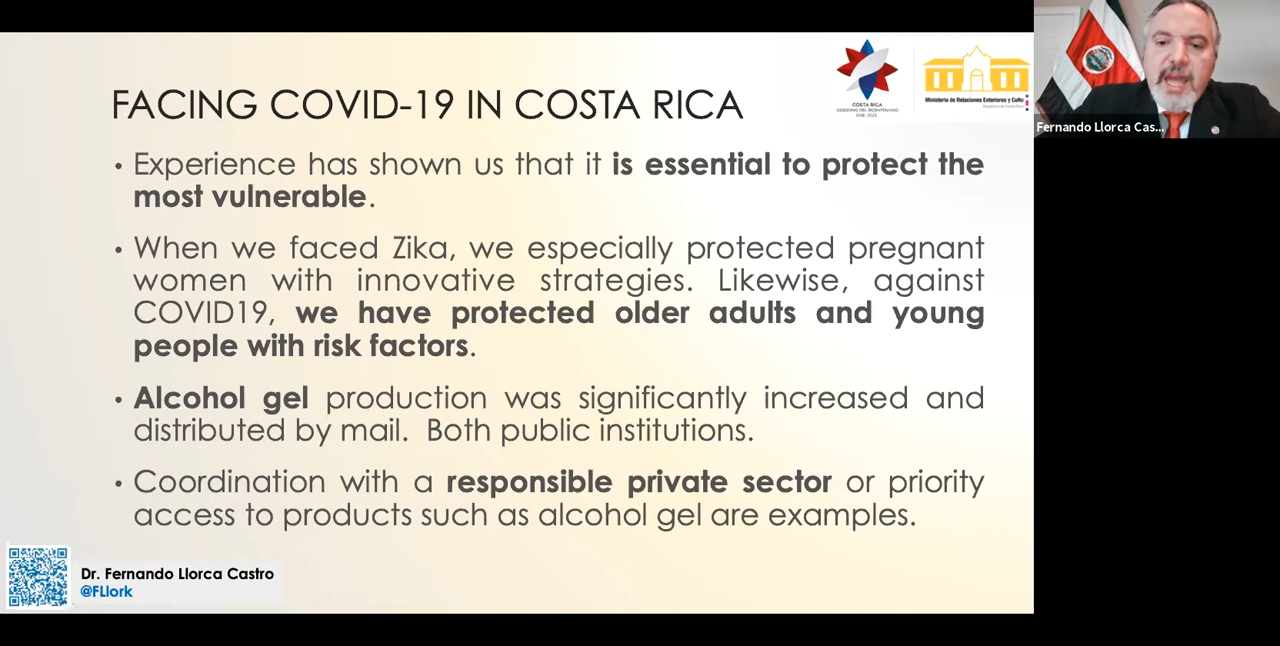 FACING COVID-19 IN COSTA RICA
COSTA RICA
Ministerio de Relaciones Exteriores y Culto
• Experience has shown us that it is essential to protect the
most vulnerable.
• When we faced Zika, we especially protected pregnant
women with innovative strategies. Likewise, against
COVID19, we have protected older adults and young
people with risk factors.
• Alcohol gel production was significantly increased and
distributed by mail. Both public institutions.
• Coordination with a responsible private sector or priority
access to products such as alcohol gel are examples.
Dr. Fernando Llorca Castro
@FLlork
Fernando Llorca Cas...